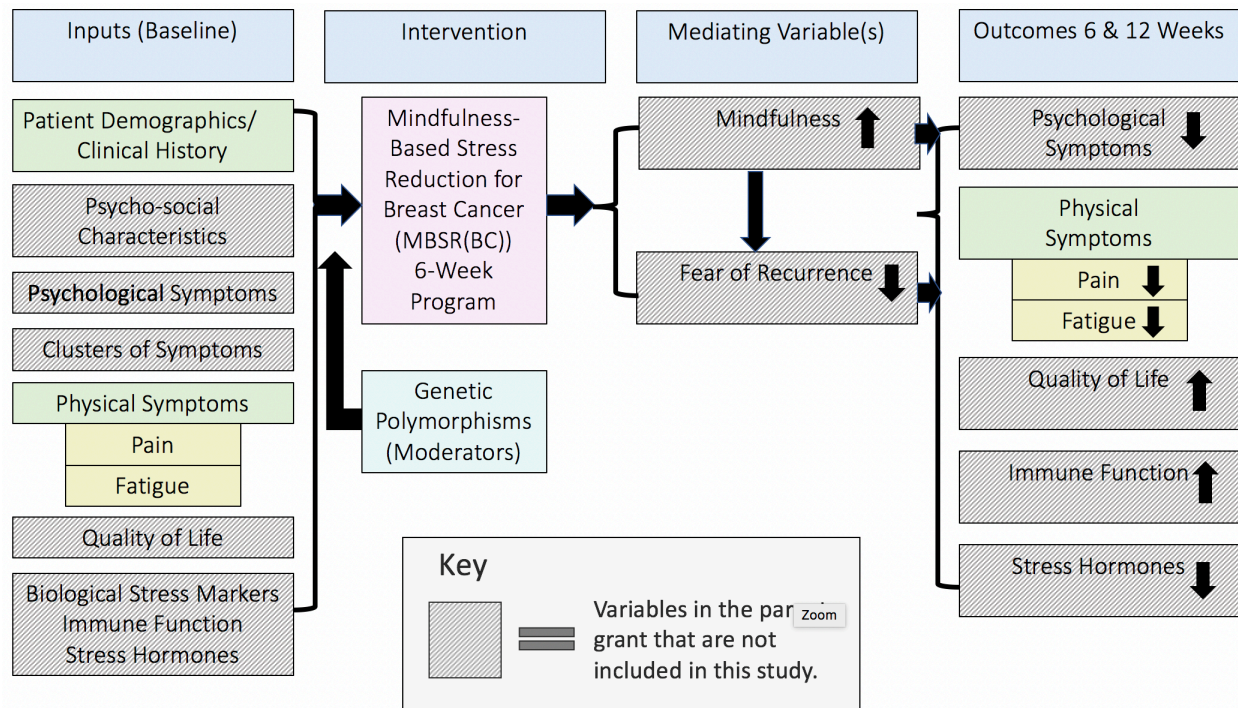 Inputs (Baseline)
Intervention
Mediating Variable(s)
Outcomes 6 & 12 Weeks
Patient Demographics/
Clinical History
Psycho-social
Characteristics
Psychological Symptoms
Clusters of Symptoms
Physical Symptoms
Pain
Fatigue
Quality of Life
Biological Stress Markers
Immune Function
Stress Hormones
Mindfulness-
Based Stress
Reduction for
Breast Cancer
(MBSR(BC))
6-Week
Program
Genetic
Polymorphisms
(Moderators)
Mindfulness
Fear of Recurrence
Psychological
Symptoms
Physical
Symptoms
Pain
Fatigue
Quality of Life
Immune Function
Stress Hormones
Key
Variables in the
grant that are not
included in this study.
Zoom